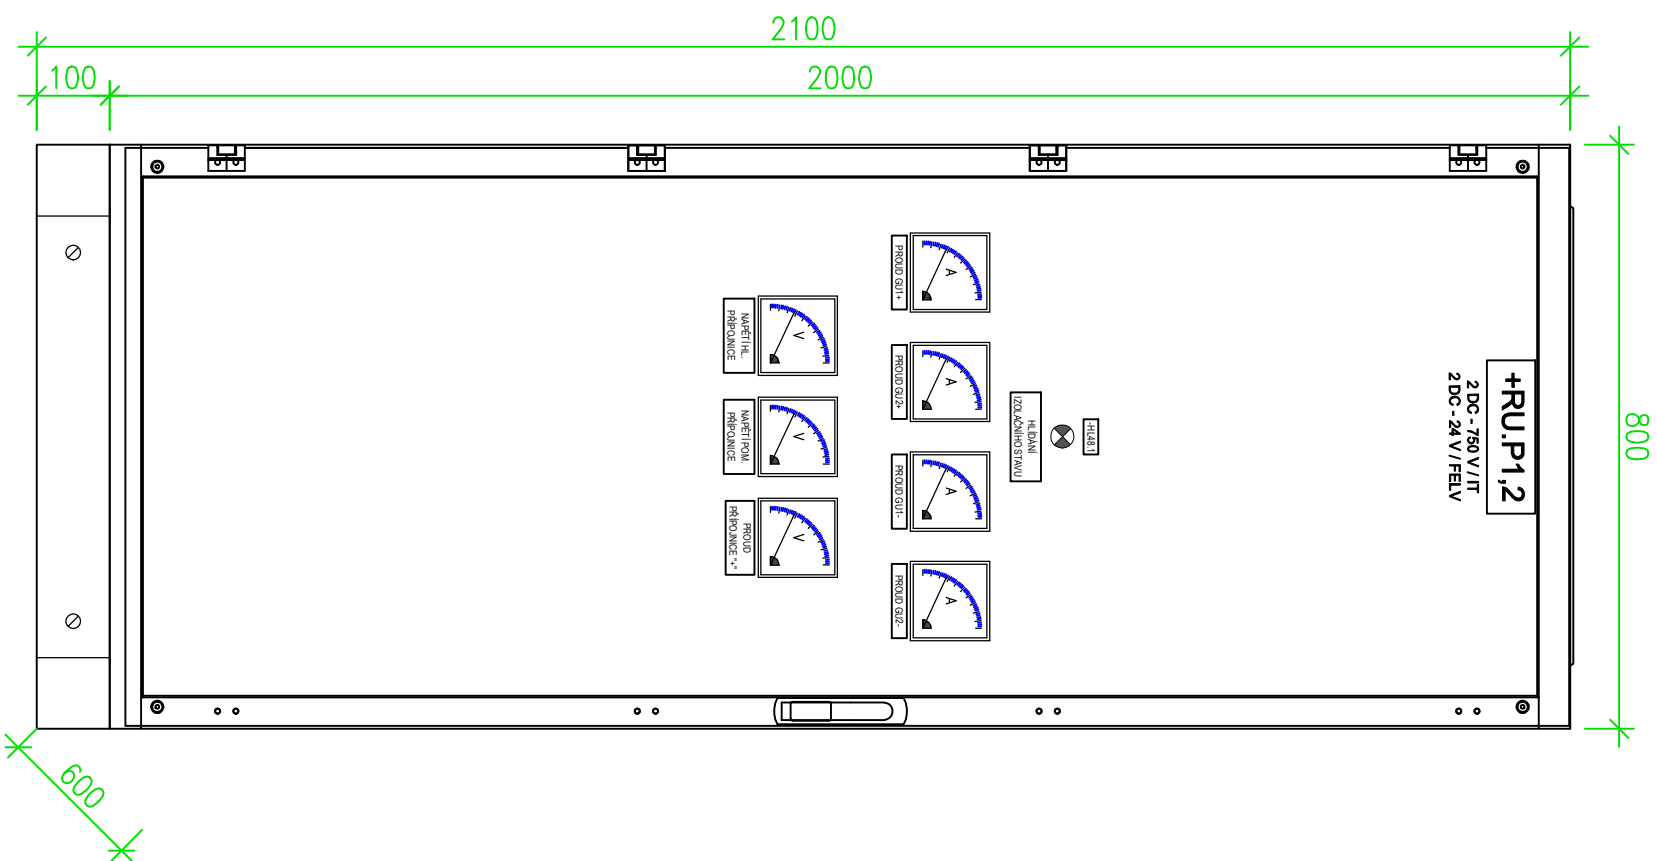 2100
100
2000
800
600
+RU.P1,2
2 DC - 750 V / IT
2 DC - 24 V / FELV
-HL48.1
HLÍDÁNÍ
IZOLAČNÍHO STAVU
A
PROUD GU1+
A
PROUD GU2+
A
PROUD GU1-
A
PROUD GU2-
V
NAPĚTÍ HL.
PŘÍPOJNICE
V
NAPĚTÍ POM.
PŘÍPOJNICE
V
PROUD
PŘÍPOJNICE "+"